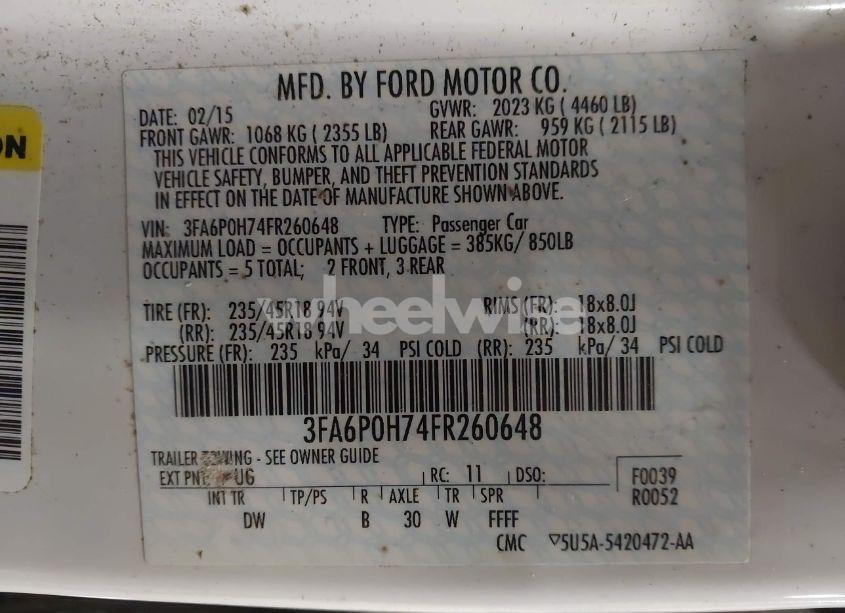 MFD. BY FORD MOTOR CO.
DATE: 02/15 GVWR: 2023 KG ( 4460 LB)
FRONT GAWR: 1068 KG ( 2355 LB) REAR GAWR: 959 KG ( 2115 LB)
THIS VEHICLE CONFORMS TO ALL APPLICABLE FEDERAL MOTOR
VEHICLE SAFETY, BUMPER, AND THEFT PREVENTION STANDARDS
IN EFFECT ON THE DATE OF MANUFACTURE SHOWN ABOVE.
VIN: 3FA6P0H74FR260648 TYPE: Passenger Car
MAXIMUM LOAD = OCCUPANTS + LUGGAGE = 385KG/ 850LB
OCCUPANTS = 5 TOTAL; 2 FRONT, 3 REAR
TIRE (FR): 235/45R18 94V RIMS (FR): 18x8.0J
(RR): 235/45R18 94V (RR): 18x8.0J
PRESSURE (FR): 235 kPa/ 34 PSI COLD (RR): 235 kPa/ 34 PSI COLD
heelwire
3FA6P0H74FR260648
TRAILER TOWING - SEE OWNER GUIDE
EXT PNT: UG RC: 11 DSO: F0039
R0052
INT TR TP/PS R AXLE TR SPR
DW B 30 W FFFF
CMC ▽5U5A-5420472-AA
ON